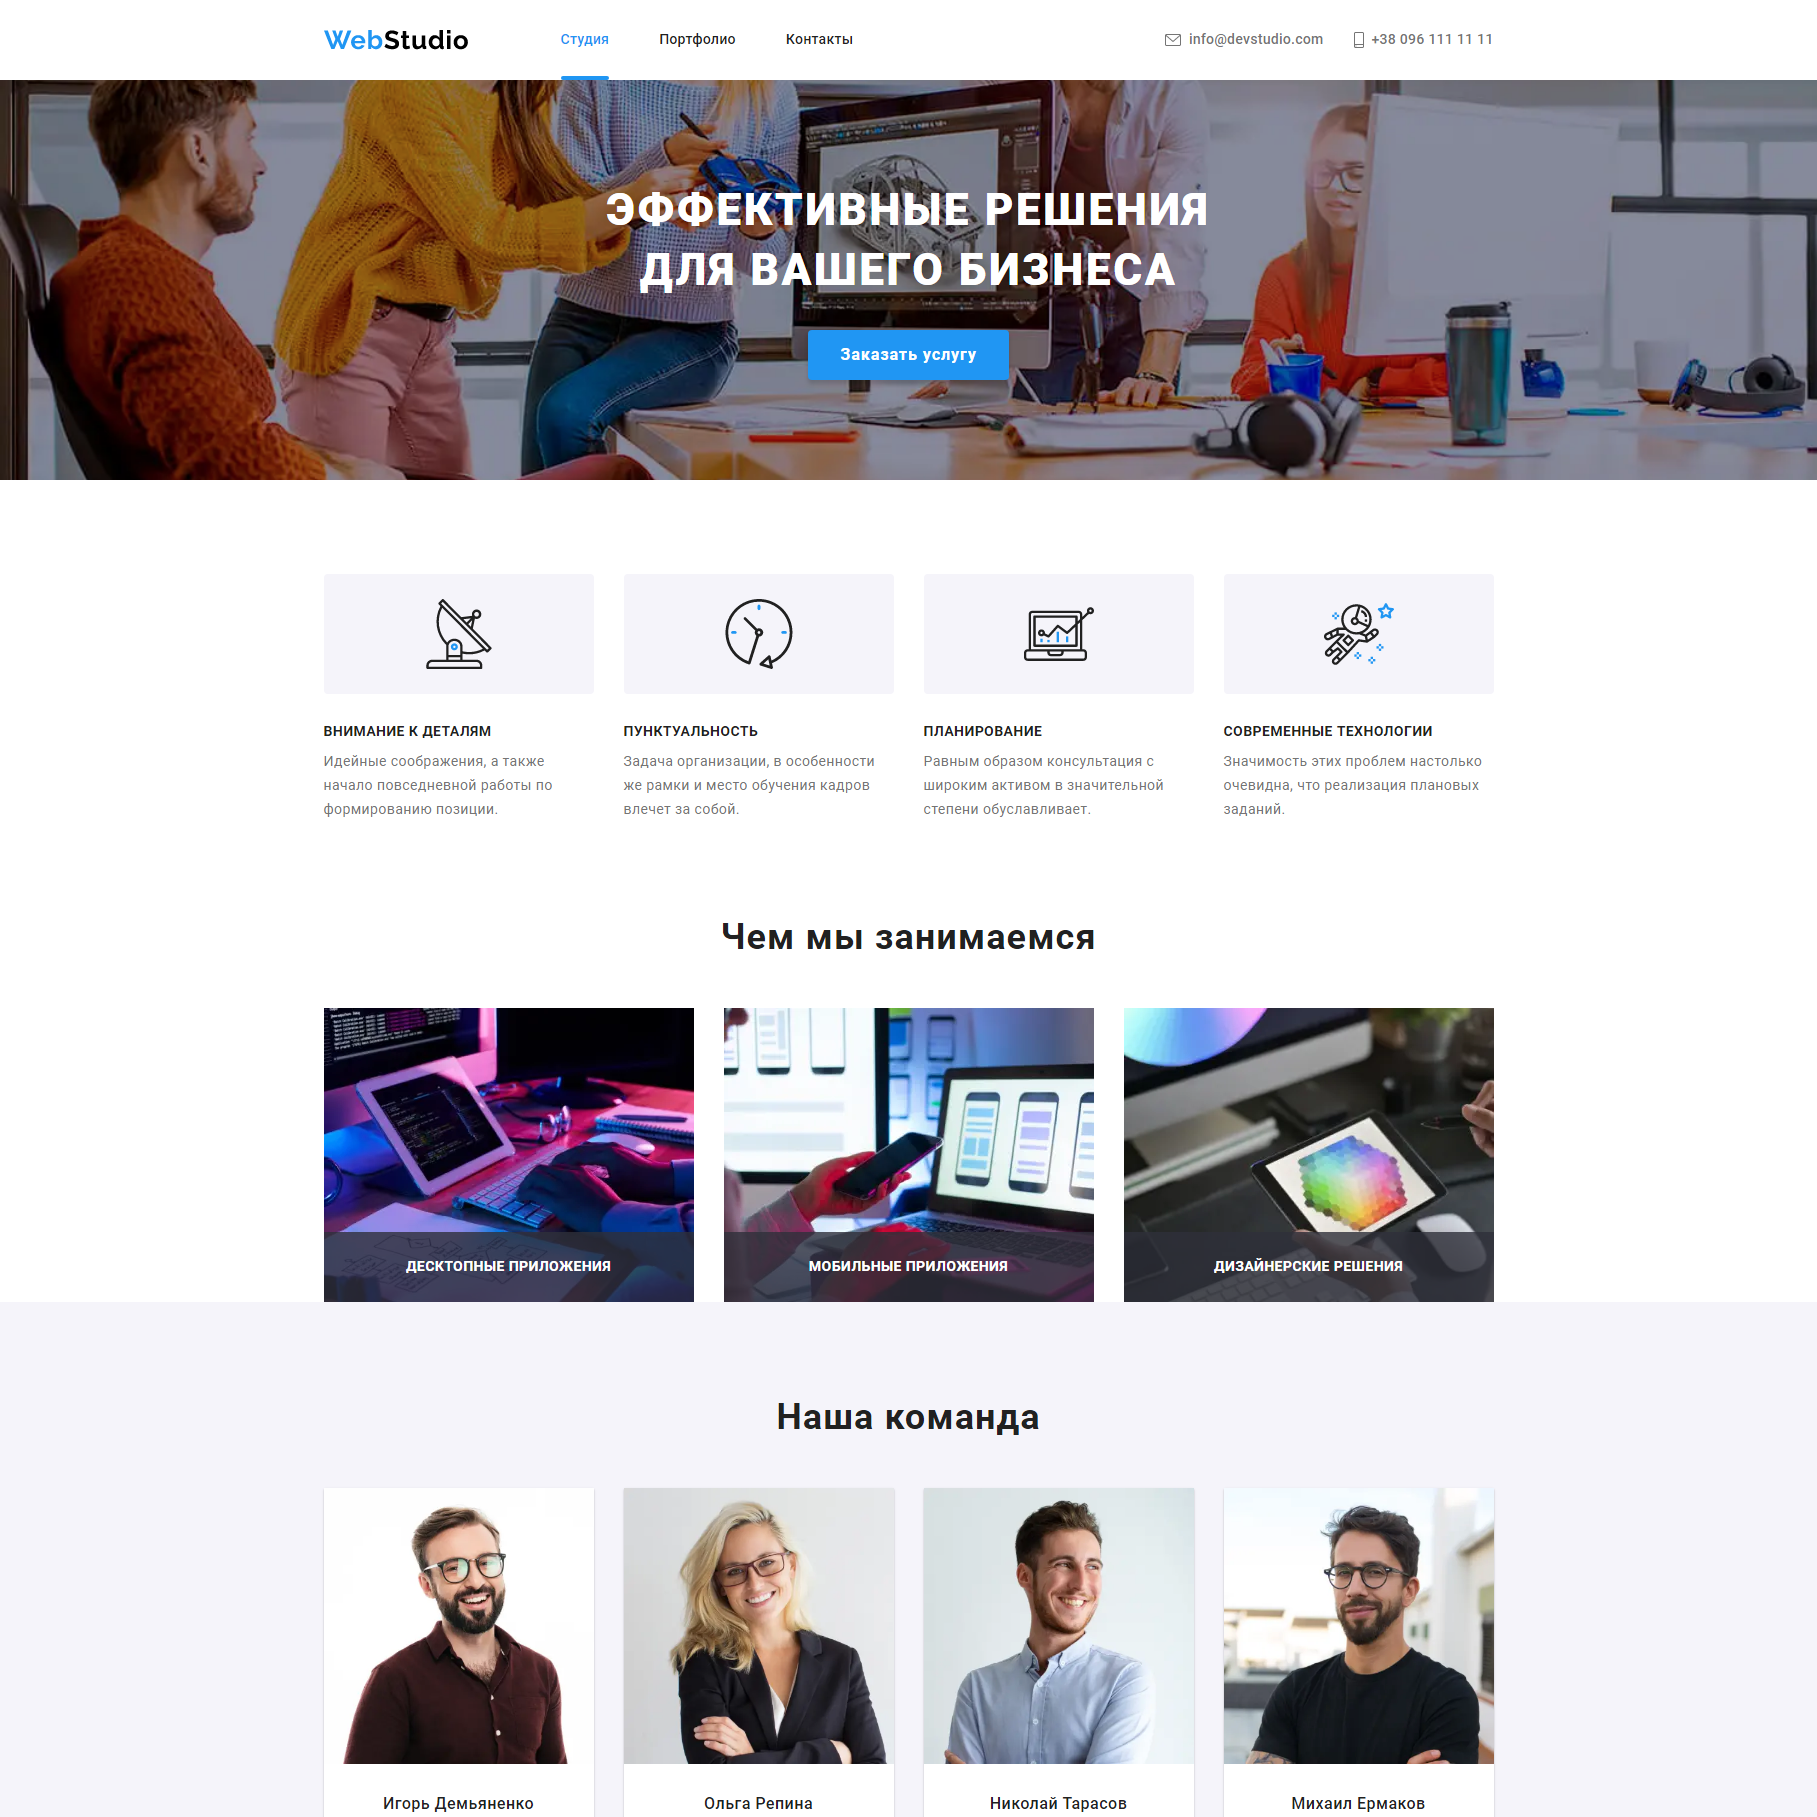 WebStudio
Студия
Портфолио
Контакты
info@devstudio.com
+38 096 111 11 11
ЭФФЕКТИВНЫЕ РЕШЕНИЯ
ДЛЯ ВАШЕГО БИЗНЕСА
Заказать услугу
ВНИМАНИЕ К ДЕТАЛЯМ
Идейные соображения, а также
начало повседневной работы по
формированию позиции.
ПУНКТУАЛЬНОСТЬ
Задача организации, в особенности
же рамки и место обучения кадров
влечет за собой.
ПЛАНИРОВАНИЕ
Равным образом консультация с
широким активом в значительной
степени обуславливает.
СОВРЕМЕННЫЕ ТЕХНОЛОГИИ
Значимость этих проблем настолько
очевидна, что реализация плановых
заданий.
Чем мы занимаемся
ДЕСКТОПНЫЕ ПРИЛОЖЕНИЯ
МОБИЛЬНЫЕ ПРИЛОЖЕНИЯ
ДИЗАЙНЕРСКИЕ РЕШЕНИЯ
Наша команда
Игорь Демьяненко
Ольга Репина
Николай Тарасов
Михаил Ермаков